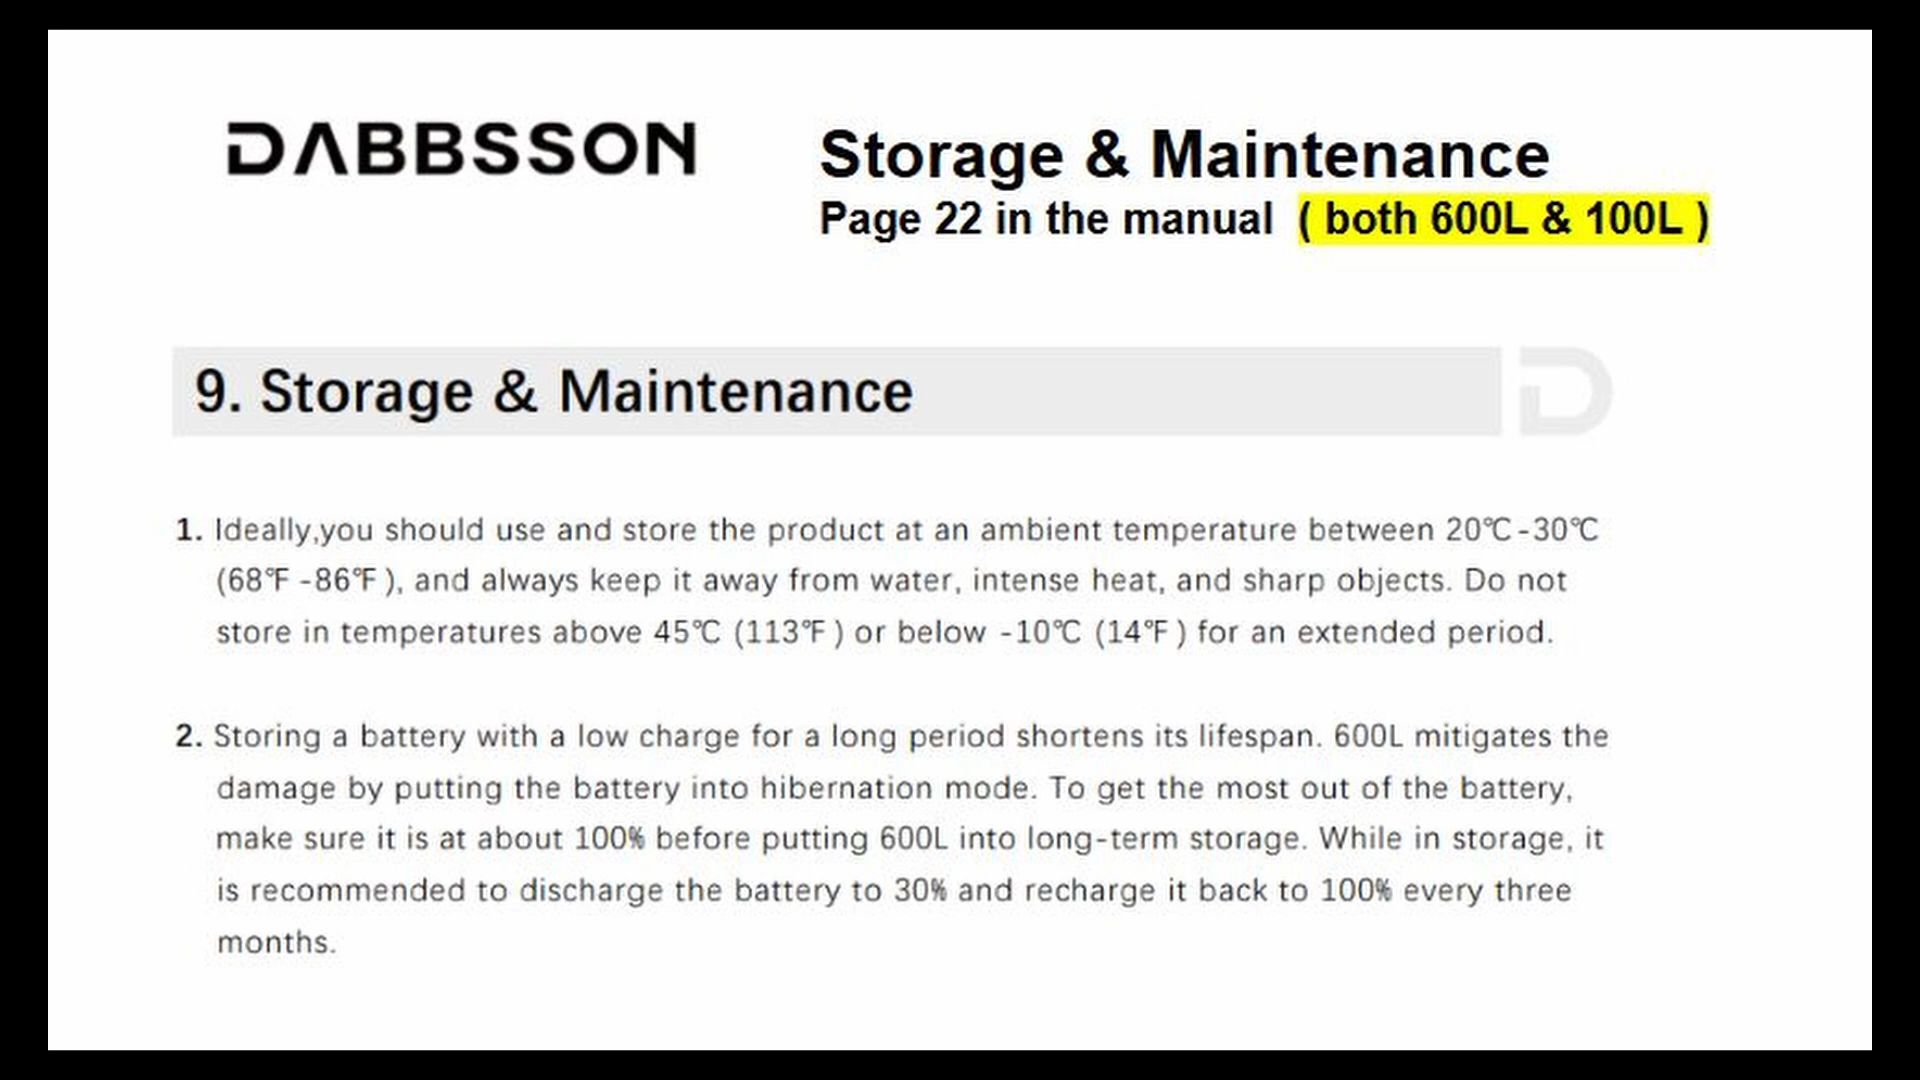 DABBSSON
Storage & Maintenance
Page 22 in the manual ( both 600L & 100L )
9. Storage & Maintenance
1. Ideally,you should use and store the product at an ambient temperature between 20℃-30℃
(68℉ -86℉ ), and always keep it away from water, intense heat, and sharp objects. Do not
store in temperatures above 45℃ (113℉ ) or below -10℃ (14℉ ) for an extended period.
2. Storing a battery with a low charge for a long period shortens its lifespan. 600L mitigates the
damage by putting the battery into hibernation mode. To get the most out of the battery,
make sure it is at about 100% before putting 600L into long-term storage. While in storage, it
is recommended to discharge the battery to 30% and recharge it back to 100% every three
months.